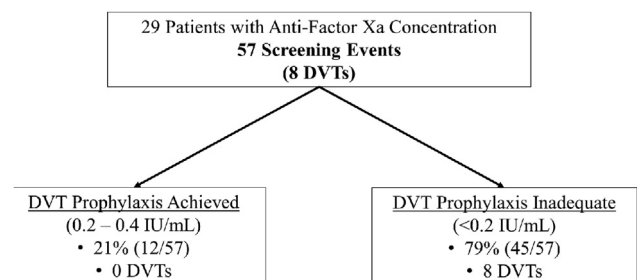 29 Patients with Anti-Factor Xa Concentration
57 Screening Events
(8 DVTs)
DVT Prophylaxis Achieved
(0.2 – 0.4 IU/mL)
• 21% (12/57)
• 0 DVTs
DVT Prophylaxis Inadequate
(<0.2 IU/mL)
• 79% (45/57)
• 8 DVTs